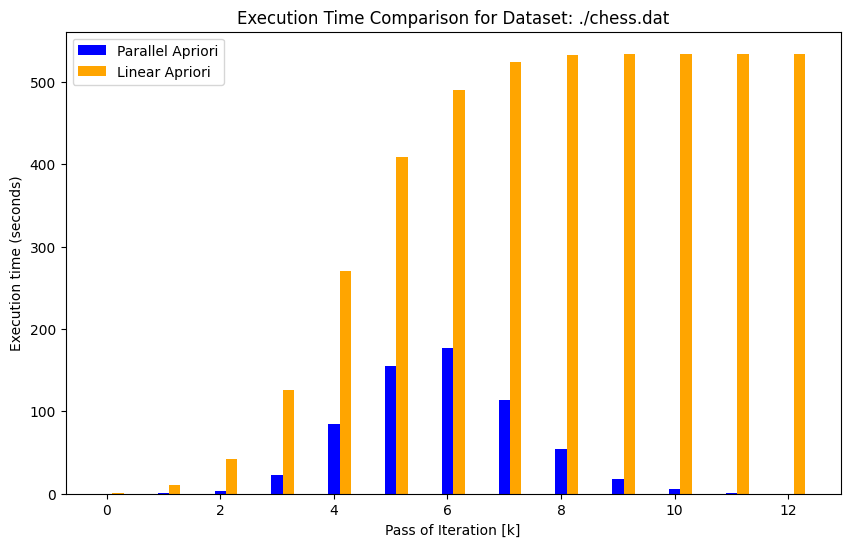 Execution Time Comparison for Dataset: ./chess.dat
Parallel Apriori
Linear Apriori
Execution time (seconds)
500
400
300
200
100
0
0 2 4 6 8 10 12
Pass of Iteration [k]